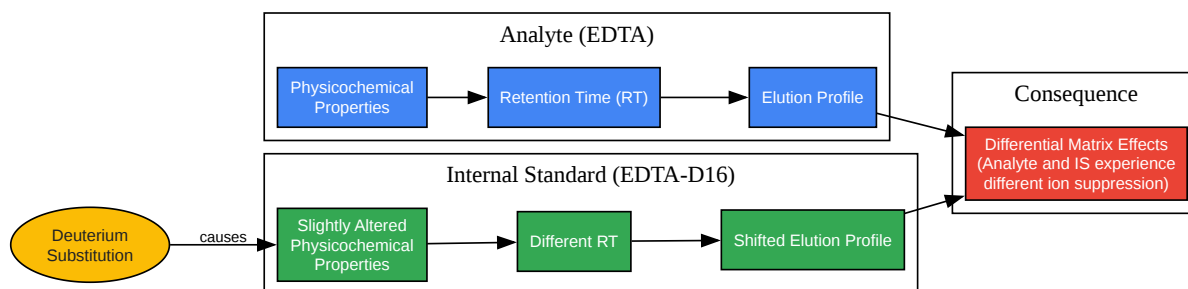 Analyte (EDTA)
Physicochemical
Properties
Retention Time (RT)
Elution Profile
Consequence
Differential Matrix Effects
(Analyte and IS experience
different ion suppression)
Internal Standard (EDTA-D16)
Deuterium
Substitution
causes
Slightly Altered
Physicochemical
Properties
Different RT
Shifted Elution Profile